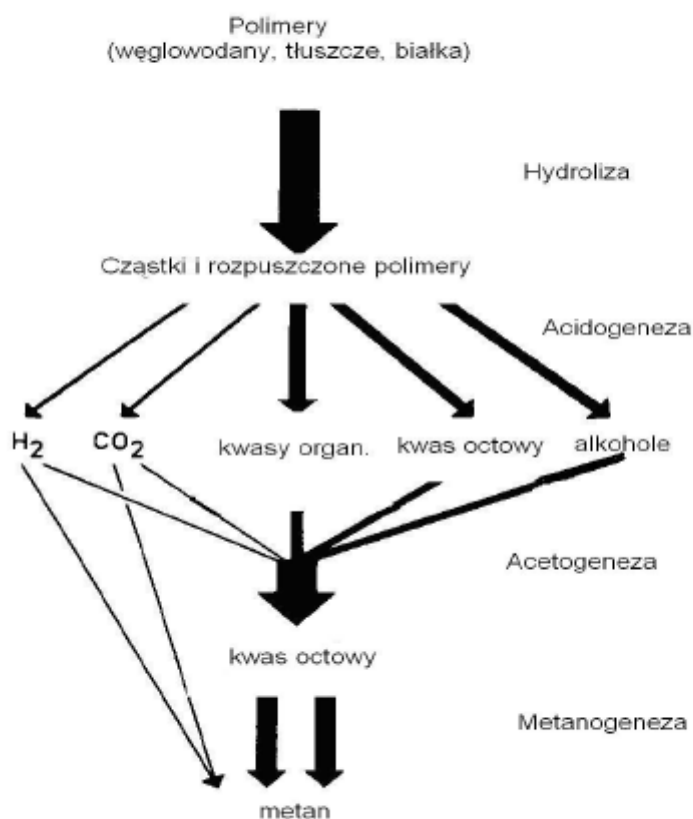 Polimery
(węglowodany, tłuszcze, białka)
Hydroliza
Cząstki i rozpuszczone polimery
Acidogeneza
H2 CO2 kwasy organ. kwas octowy alkohole
Acetogeneza
kwas octowy
Metanogeneza
metan